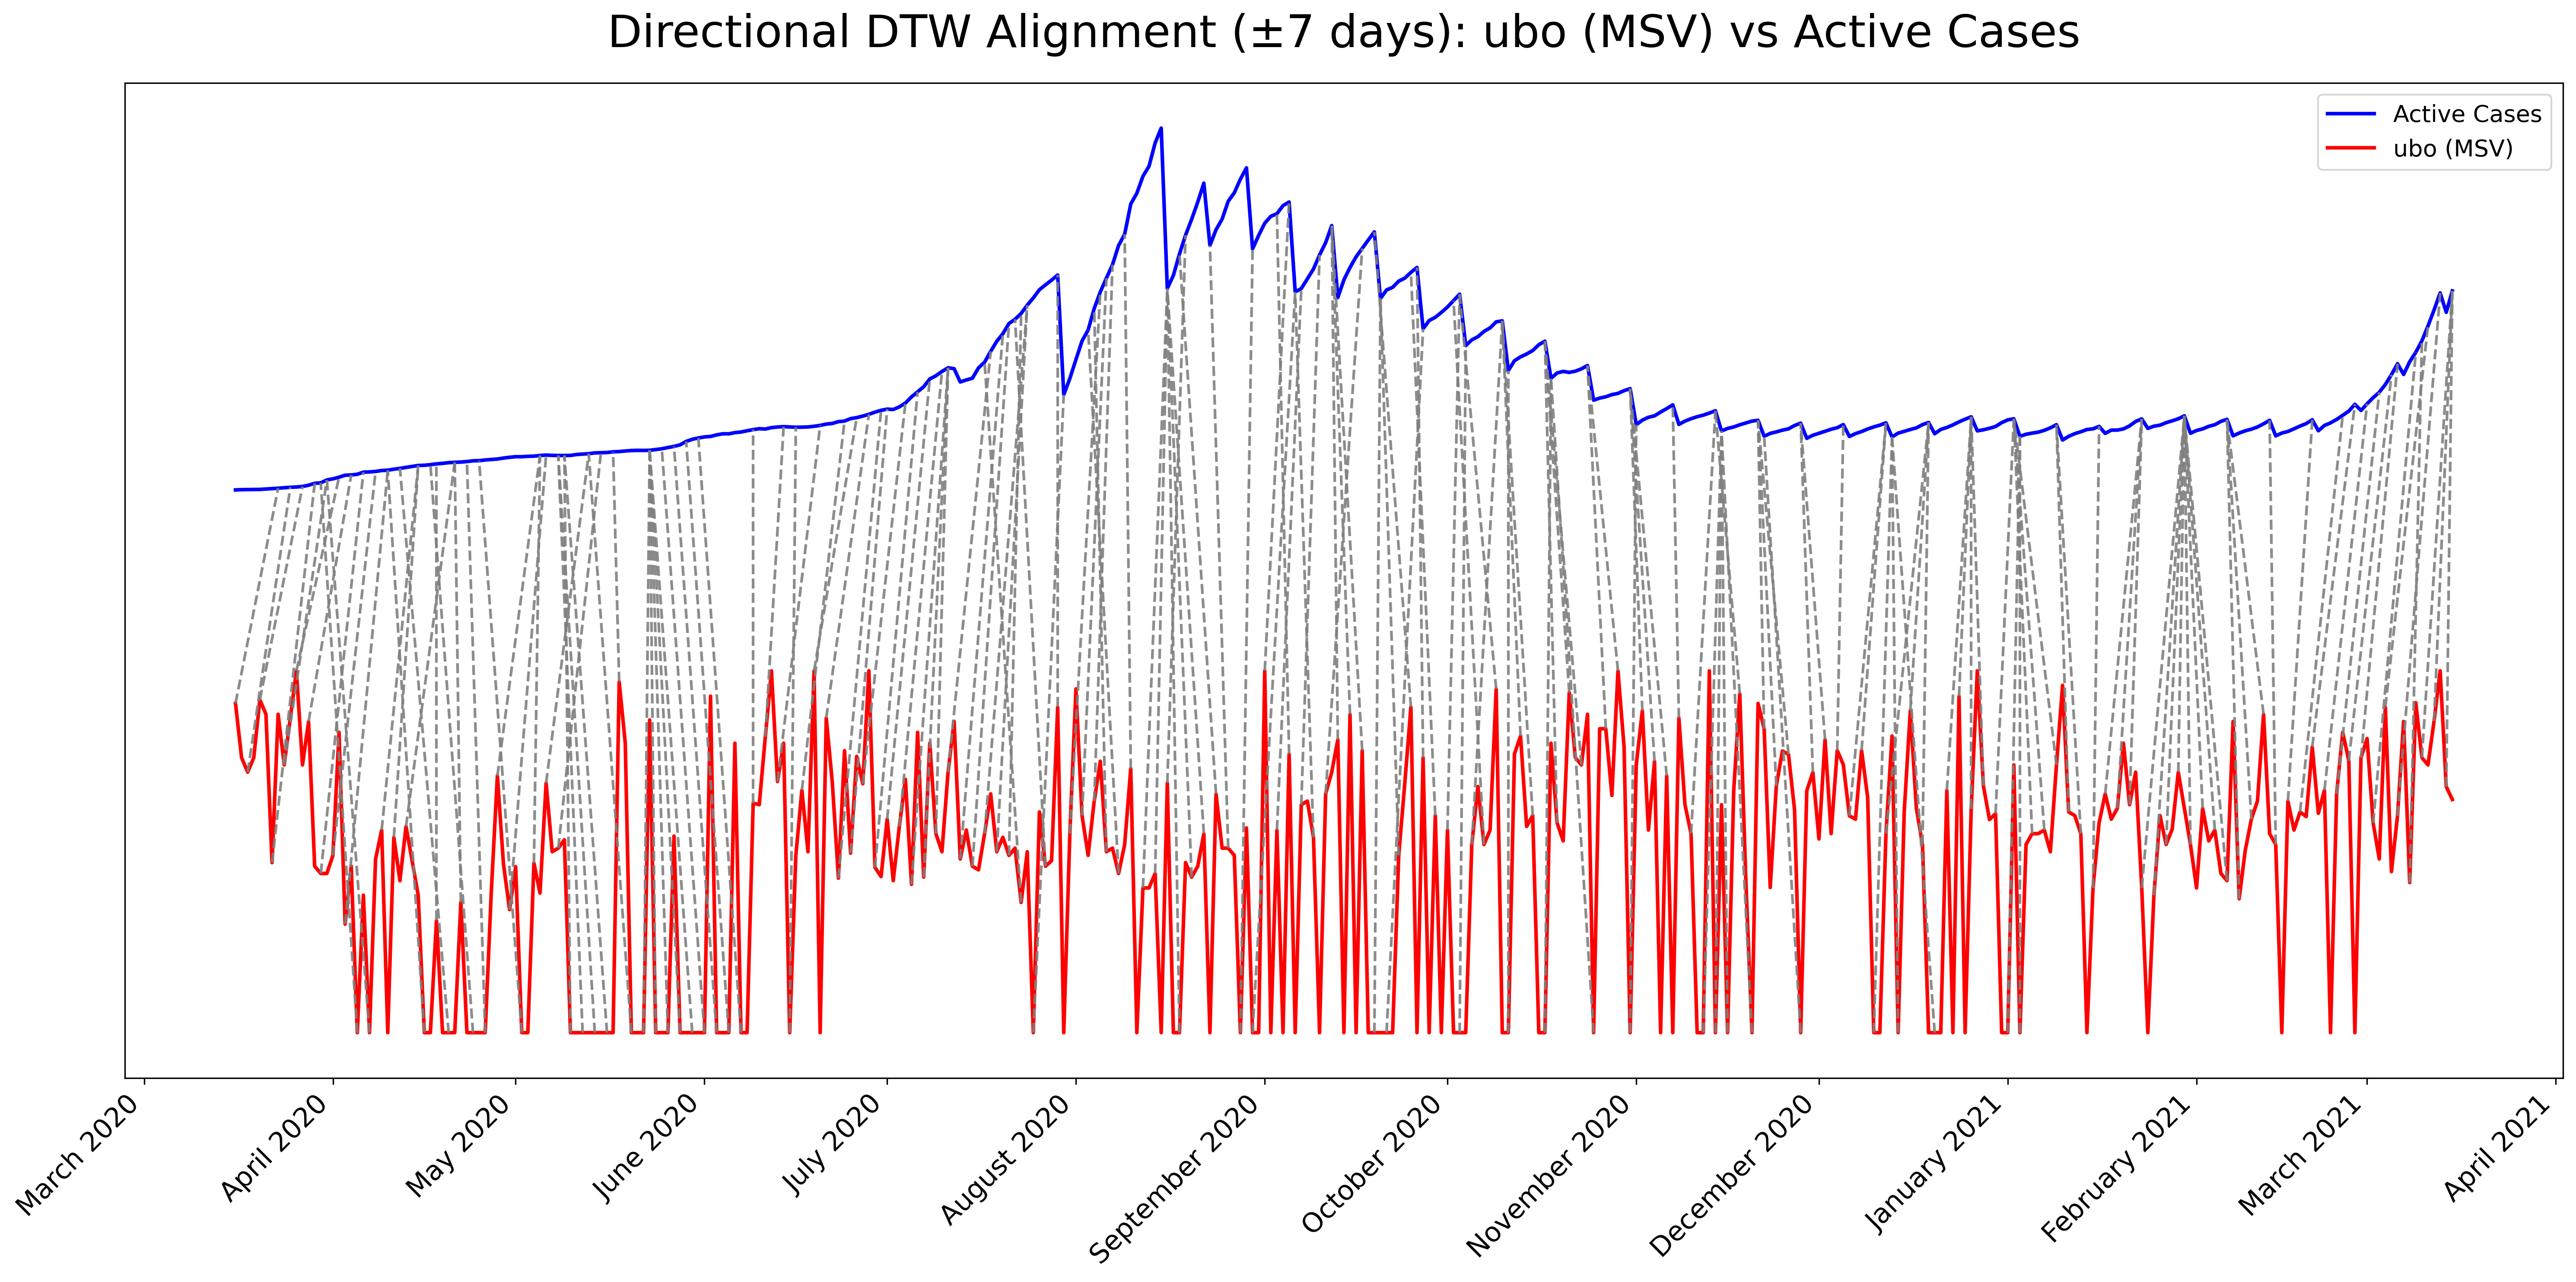 Directional DTW Alignment (±7 days): ubo (MSV) vs Active Cases
Active Cases
ubo (MSV)
March 2020
April 2020
May 2020
June 2020
July 2020
August 2020
September 2020
October 2020
November 2020
December 2020
January 2021
February 2021
March 2021
April 2021